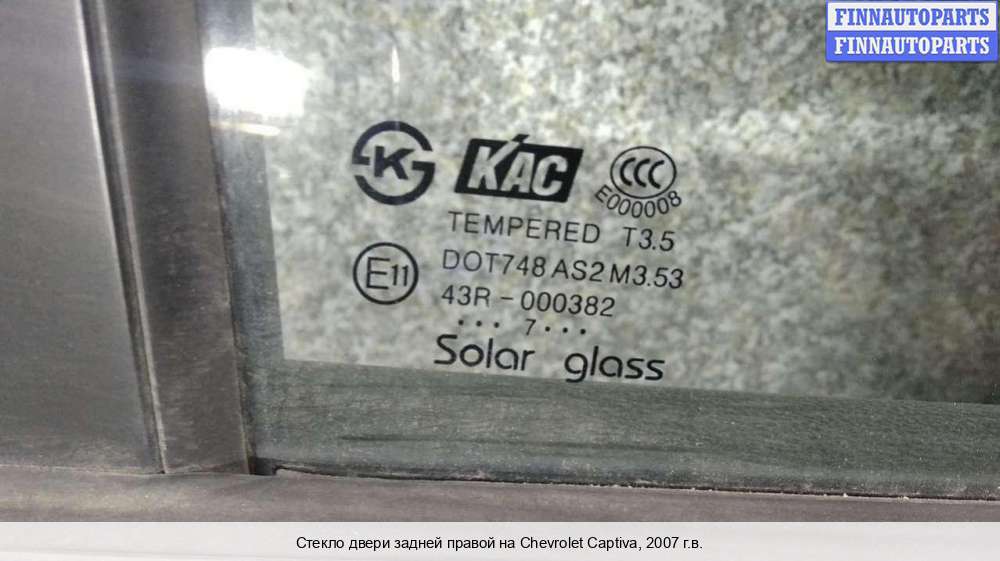 FINNAUTOPARTS
FINNAUTOPARTS
K KAC CCC
E000008
TEMPERED T3.5
E11 DOT748 AS2 M3.53
43R - 000382
••• 7•••
Solar glass
Стекло двери задней правой на Chevrolet Captiva, 2007 г.в.